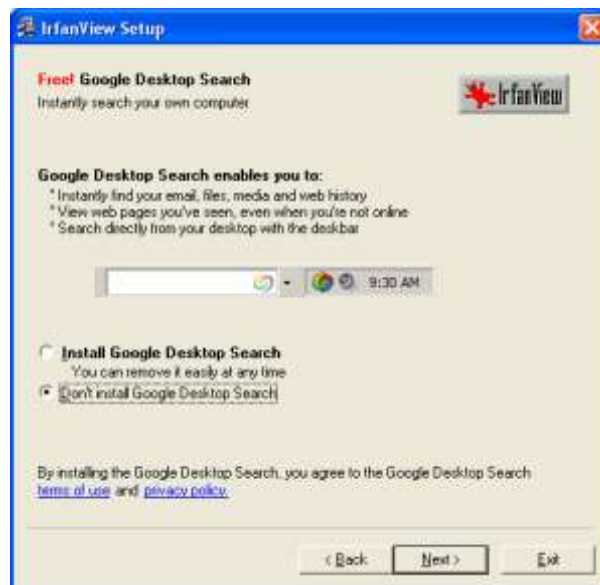 IrfanView Setup
Free! Google Desktop Search
Instantly search your own computer
IrfanView
Google Desktop Search enables you to:
* Instantly find your email, files, media and web history
* View web pages you've seen, even when you're not online
* Search directly from your desktop with the deskbar
9:30 AM
Install Google Desktop Search
You can remove it easily at any time
Don't install Google Desktop Search
By installing the Google Desktop Search, you agree to the Google Desktop Search
terms of use and privacy policy.
< Back Next > Exit